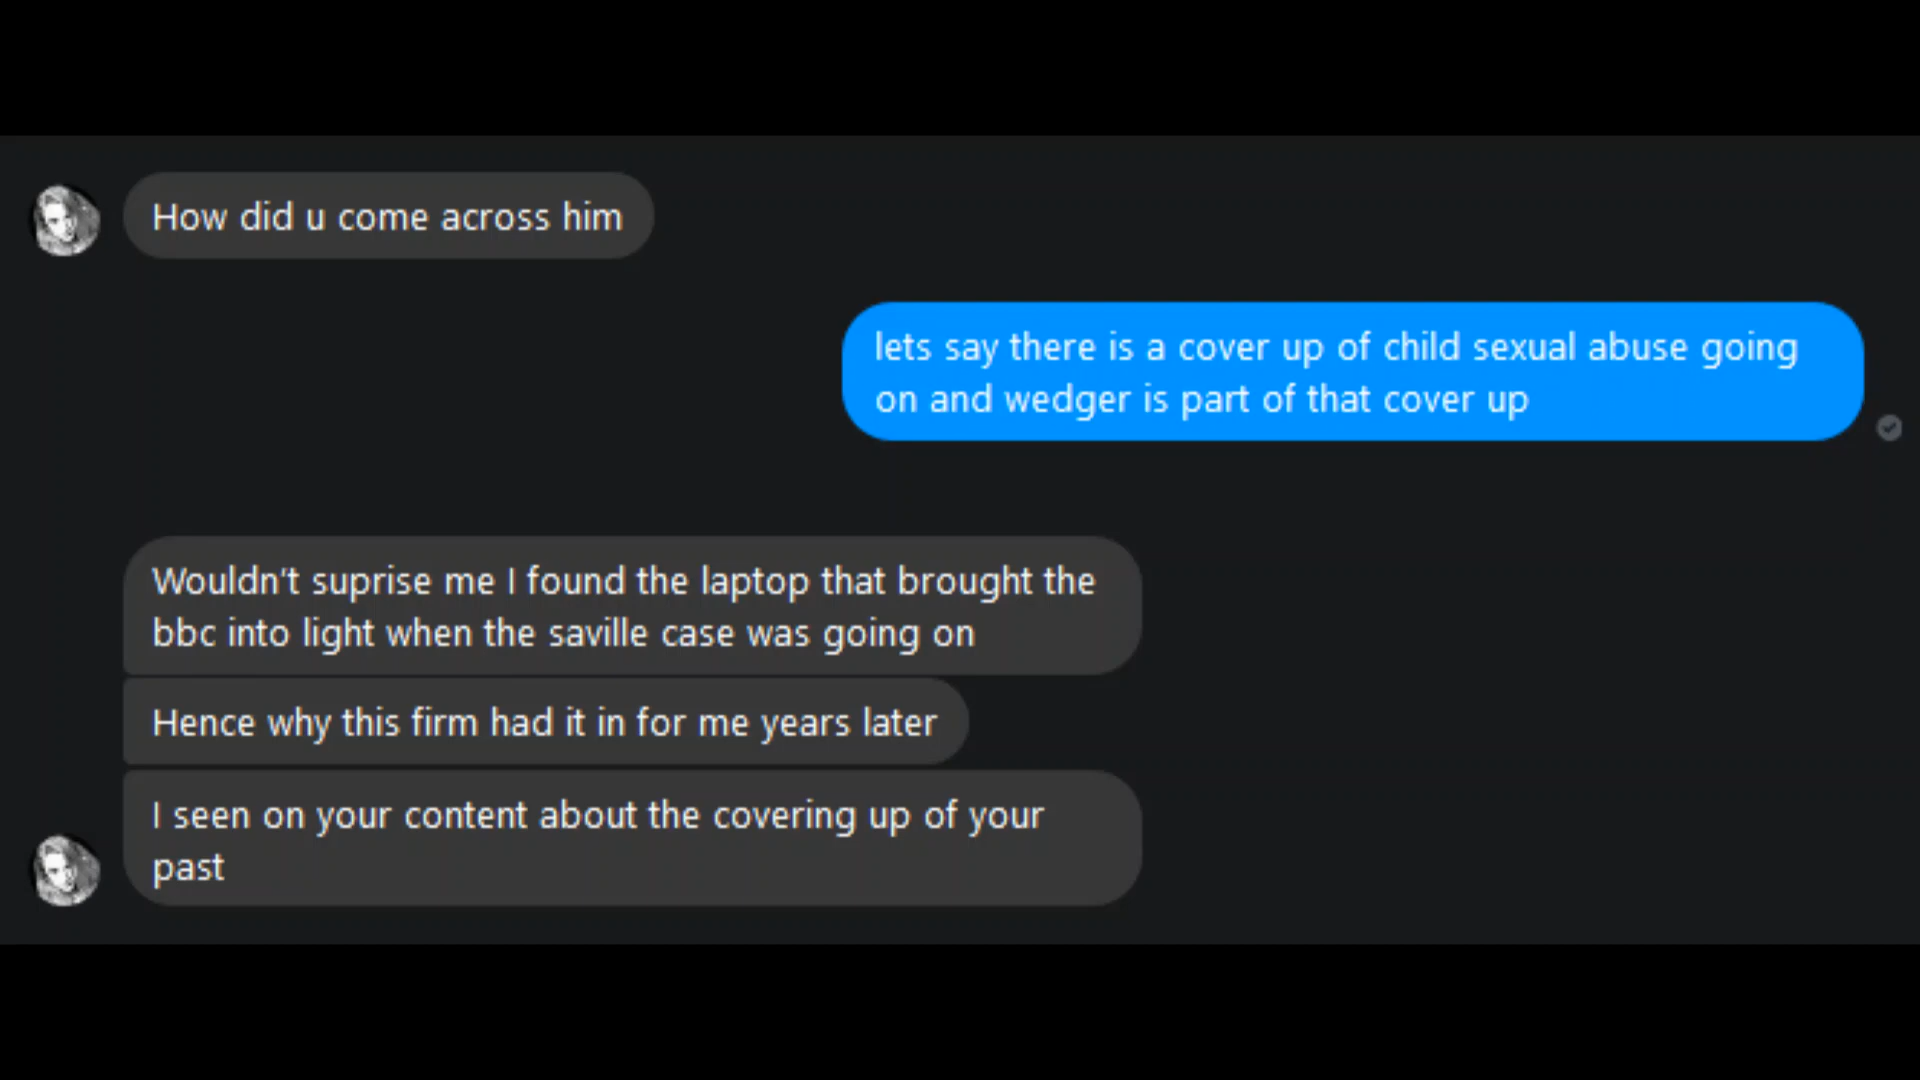 How did u come across him
lets say there is a cover up of child sexual abuse going
on and wedger is part of that cover up
Wouldn't suprise me I found the laptop that brought the
bbc into light when the saville case was going on
Hence why this firm had it in for me years later
I seen on your content about the covering up of your
past